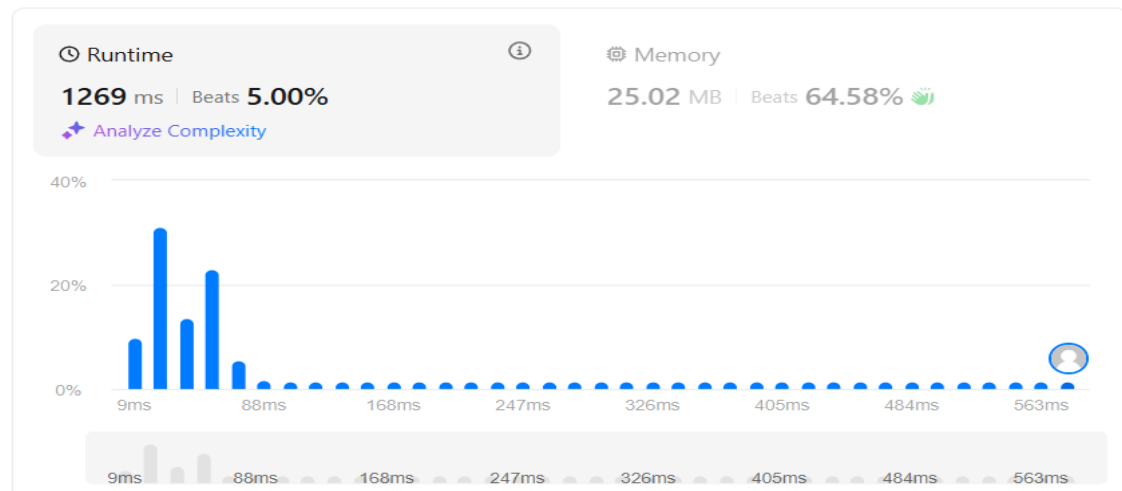 Runtime
1269 ms | Beats 5.00%
Analyze Complexity
Memory
25.02 MB | Beats 64.58%
40%
20%
0%
9ms 88ms 168ms 247ms 326ms 405ms 484ms 563ms
9ms 88ms 168ms 247ms 326ms 405ms 484ms 563ms